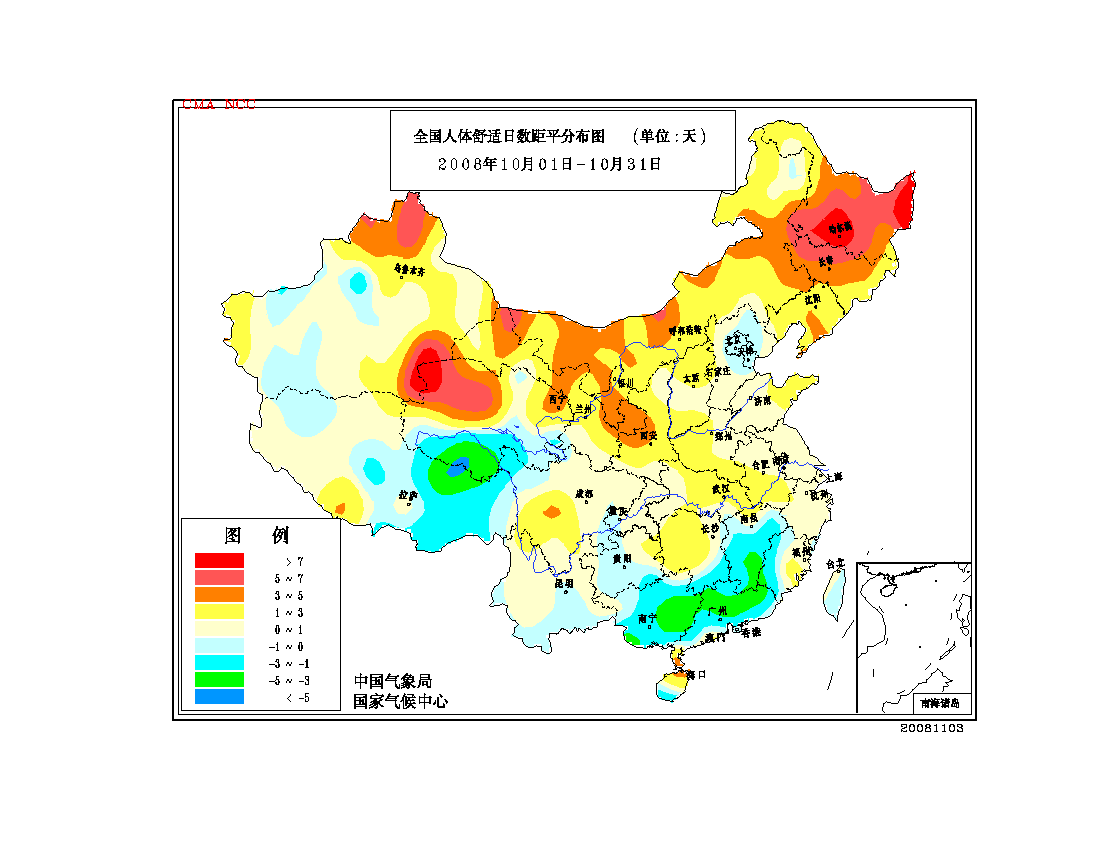 CMA NCC
全国人体舒适日数距平分布图 (单位:天)
2008年10月01日-10月31日
哈尔滨
长春
沈阳
乌鲁木齐
呼和浩特
北京
天津
石家庄
太原
银川
济南
西宁
兰州
西安
郑州
合肥
南京
上海
杭州
武汉
成都
拉萨
重庆
南昌
长沙
贵阳
福州
台北
昆明
南宁
广州
澳门
香港
海口
图 例
> 7
5 ~ 7
3 ~ 5
1 ~ 3
0 ~ 1
-1 ~ 0
-3 ~ -1
-5 ~ -3
< -5
中国气象局
国家气候中心
南海诸岛
20081103